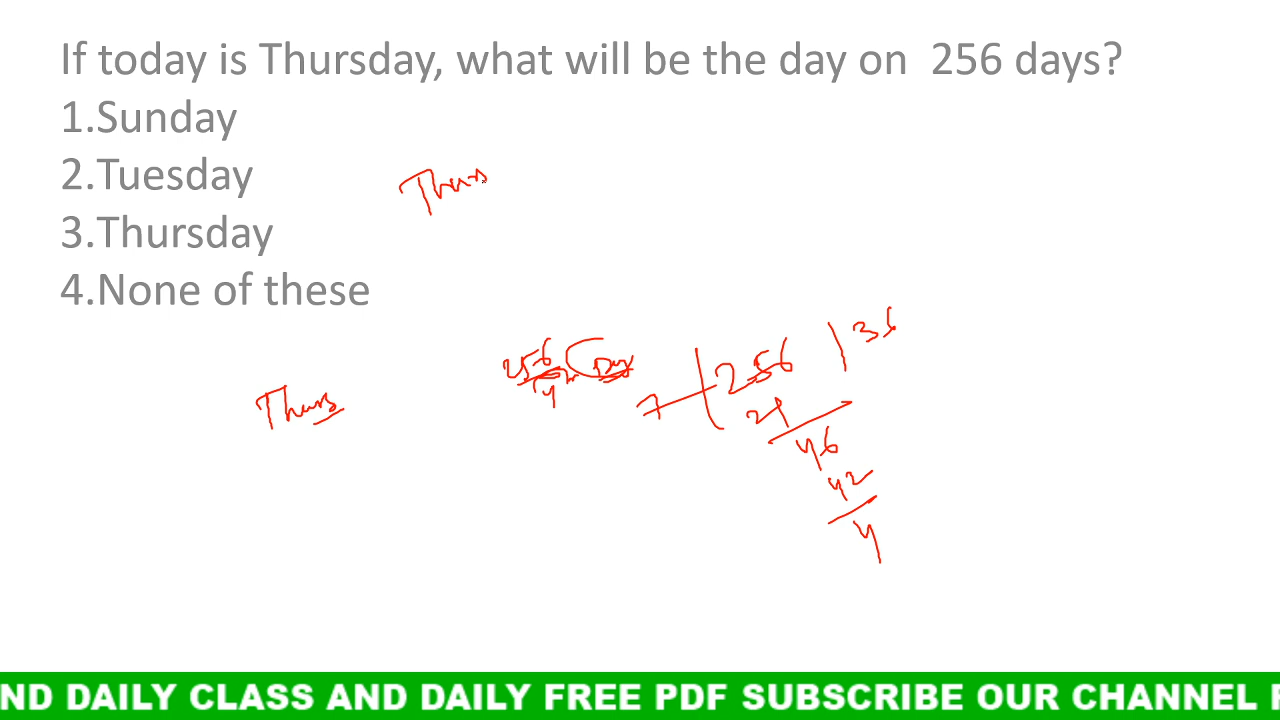 If today is Thursday, what will be the day on 256 days?
1.Sunday
2.Tuesday
Thurs
3.Thursday
4.None of these
256
7 256 36
Thurs
21
46
42
4
ND DAILY CLASS AND DAILY FREE PDF SUBSCRIBE OUR CHANNEL F